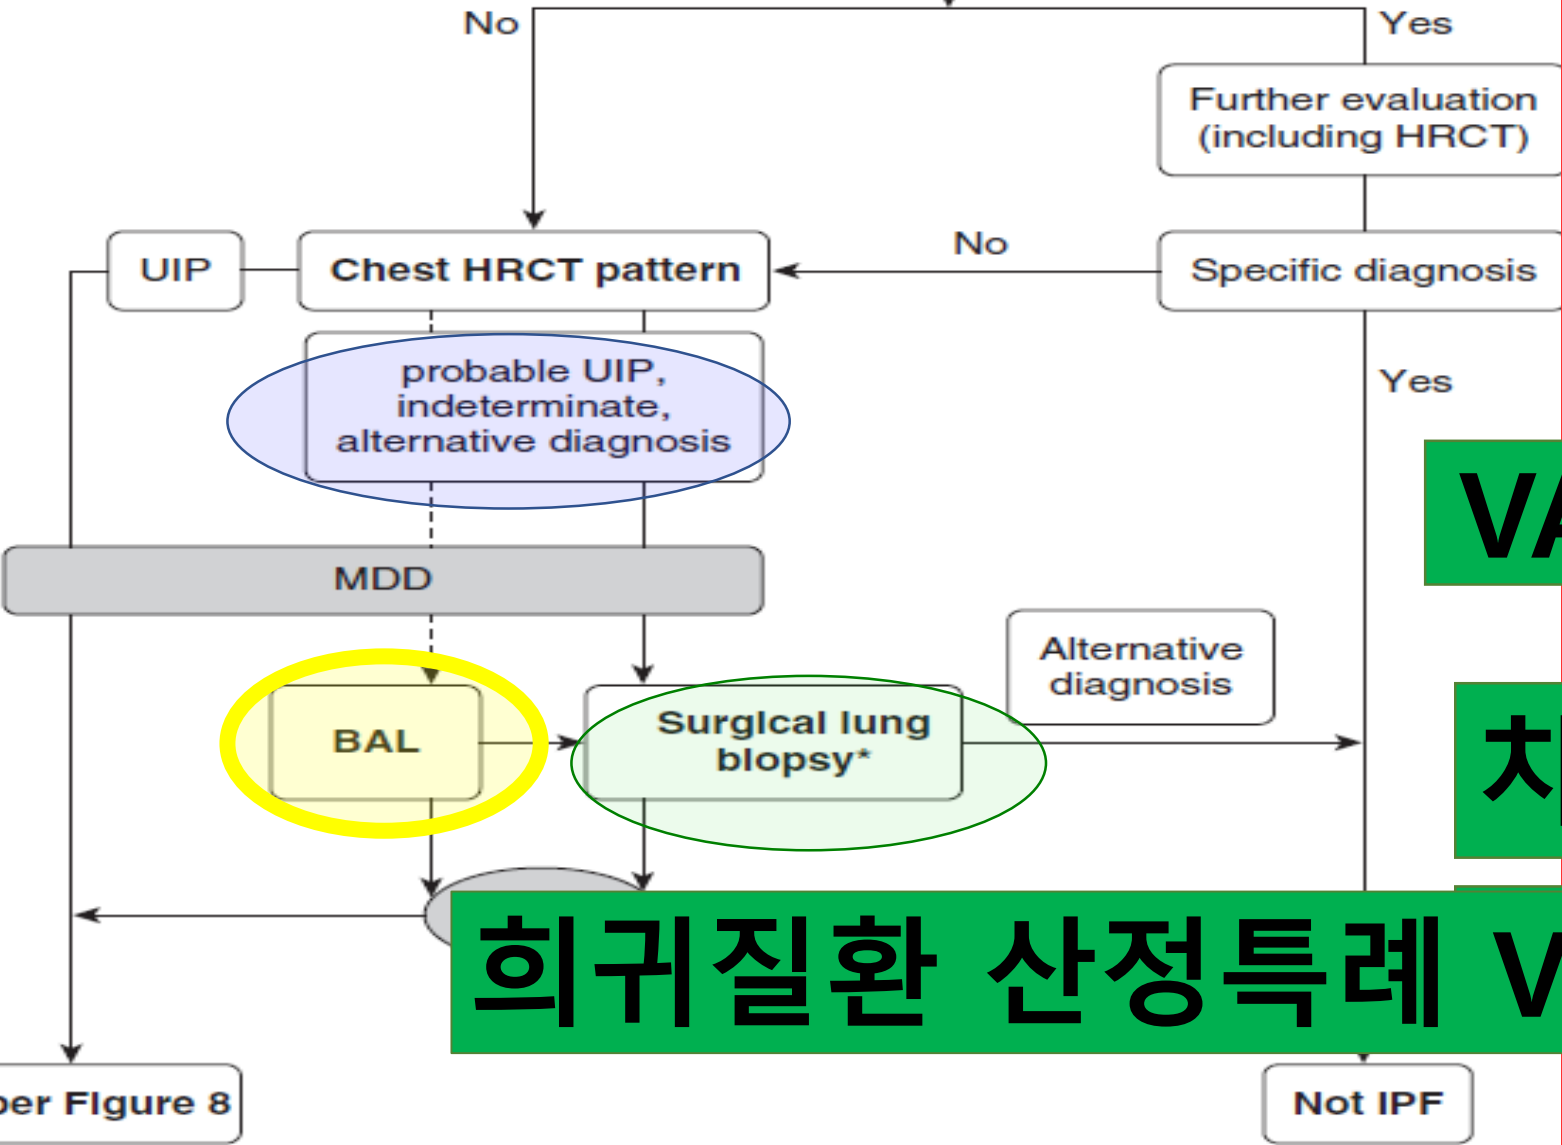 No
Yes
Further evaluation
(including HRCT)
UIP
Chest HRCT pattern
No
Specific diagnosis
probable UIP,
indeterminate,
alternative diagnosis
Yes
MDD
Alternative
diagnosis
BAL
SurgIcal lung
bIopsy*
희귀질환 산정특례 V
per FIgure 8
Not IPF